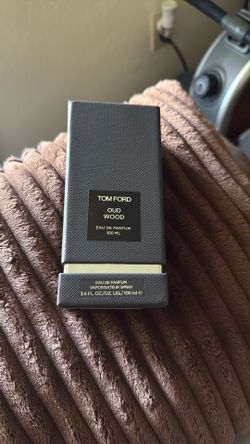 TOM FORD
OUD
WOOD
EAU DE PARFUM
100 ML
EAU DE PARFUM
VAPORISATEUR SPRAY
3.4 FL.OZ./OZ. LIQ./100 ml ℮